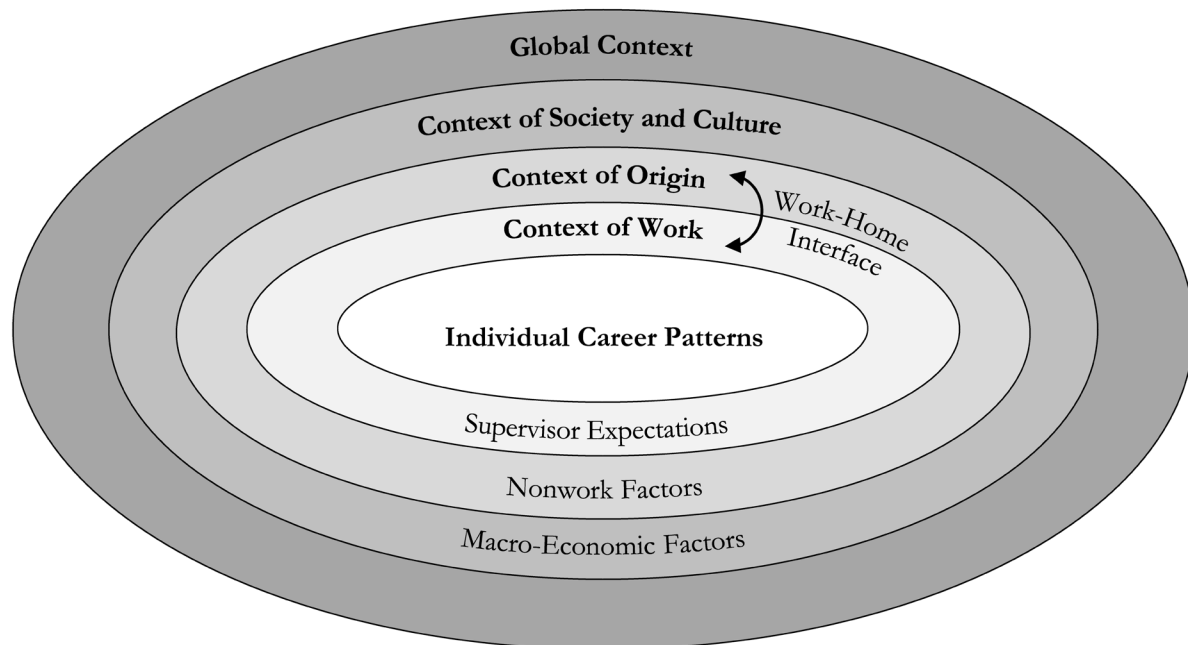 Global Context
Context of Society and Culture
Context of Origin
Work-Home
Interface
Context of Work
Individual Career Patterns
Supervisor Expectations
Nonwork Factors
Macro-Economic Factors